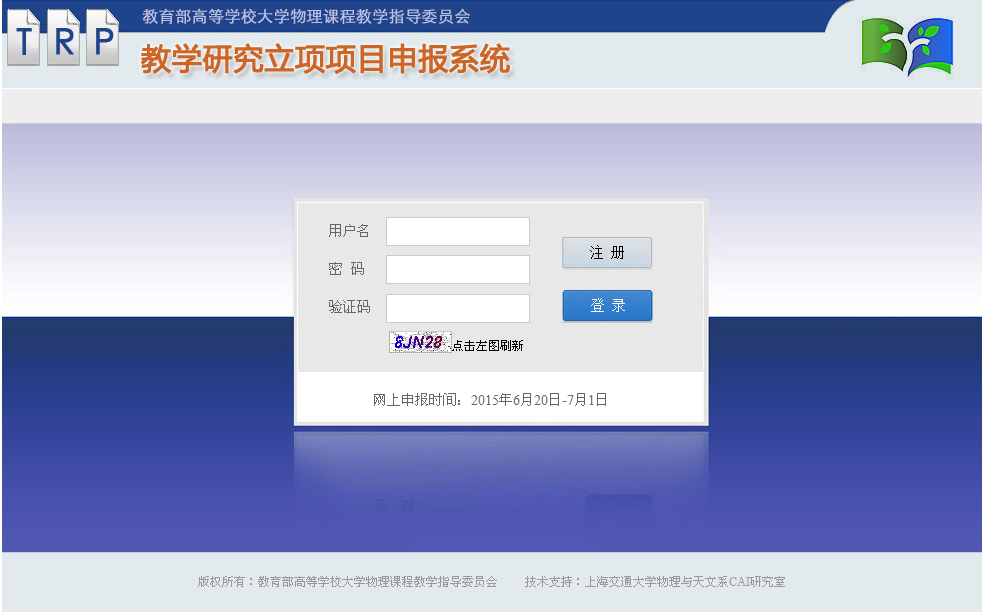 TRP
教育部高等学校大学物理课程教学指导委员会
教学研究立项项目申报系统
用户名
注 册
密 码
验证码
登 录
8JN28 点击左图刷新
网上申报时间：2015年6月20日-7月1日
版权所有：教育部高等学校大学物理课程教学指导委员会 技术支持：上海交通大学物理与天文系CAI研究室